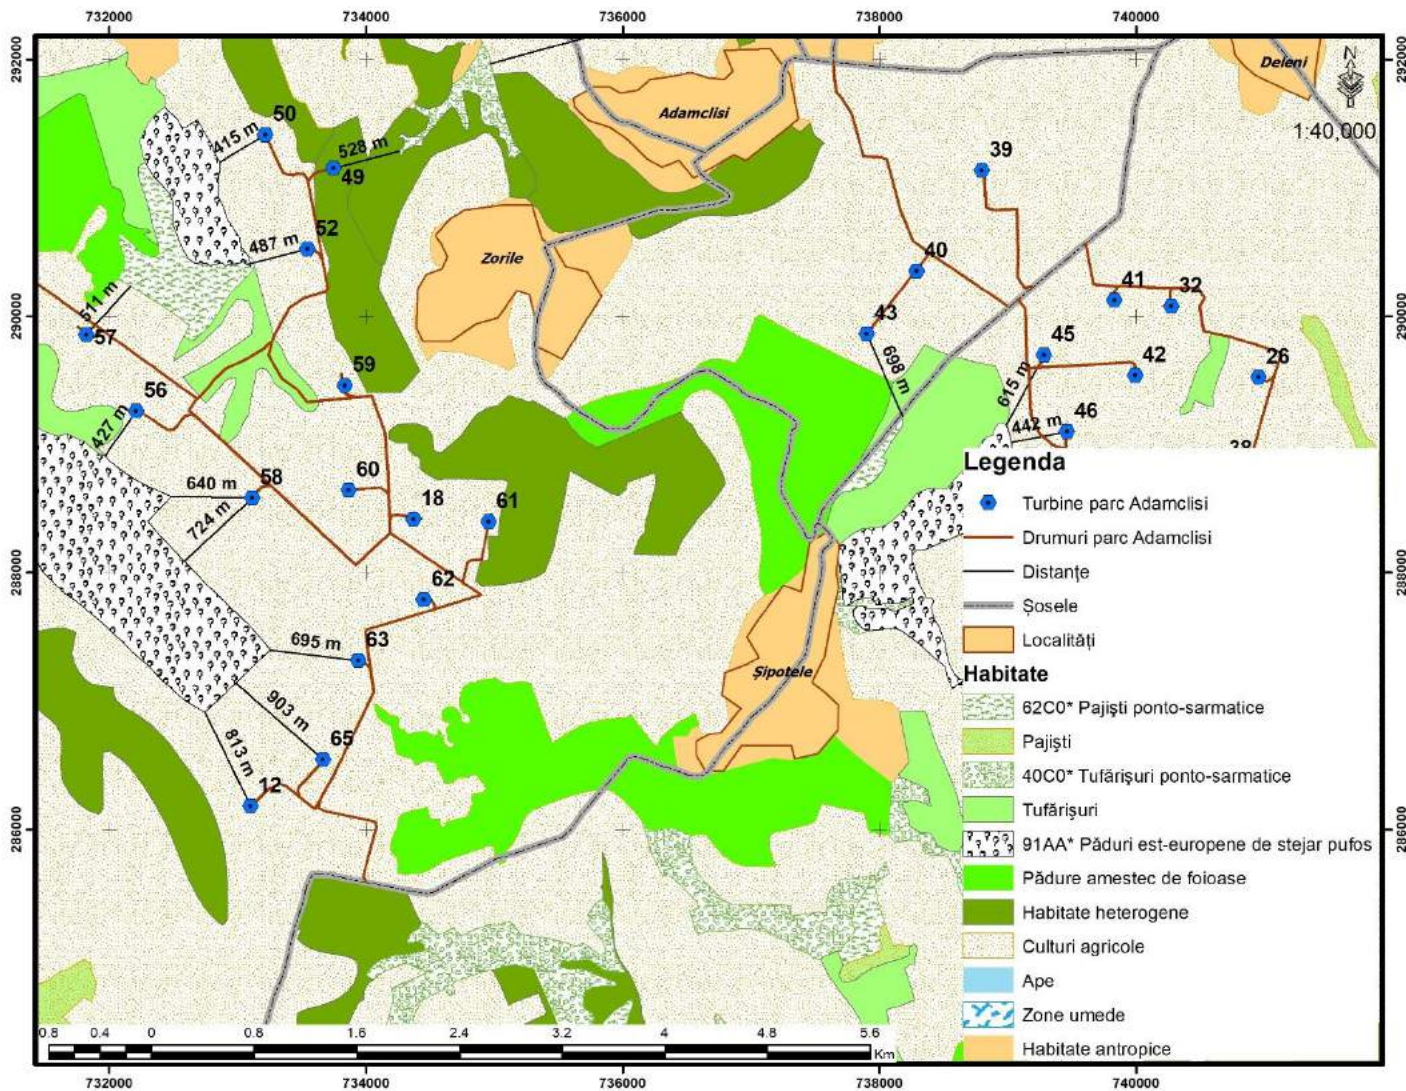 732000 734000 736000 738000 740000
292000 292000
Deleni
N
1:40,000
Adamclisi
50
415 m
528 m
49
39
52
487 m
Zorile
40
511 m
57
41
32
43
45
698 m
42
26
59
56
615 m
427 m
442 m
46
38
290000 290000
640 m
58
724 m
60
18
61
62
288000 288000
695 m
63
Șipotele
903 m
65
813 m
12
286000 286000
Legenda
Turbine parc Adamclisi
Drumuri parc Adamclisi
Distanțe
Șosele
Localități
Habitate
62C0* Pajiști ponto-sarmatice
Pajiști
40C0* Tufărișuri ponto-sarmatice
Tufărișuri
91AA* Păduri est-europene de stejar pufos
Pădure amestec de foioase
Habitate heterogene
Culturi agricole
Ape
Zone umede
Habitate antropice
0.8 0.4 0 0.8 1.6 2.4 3.2 4 4.8 5.6
Km
732000 734000 736000 738000 740000